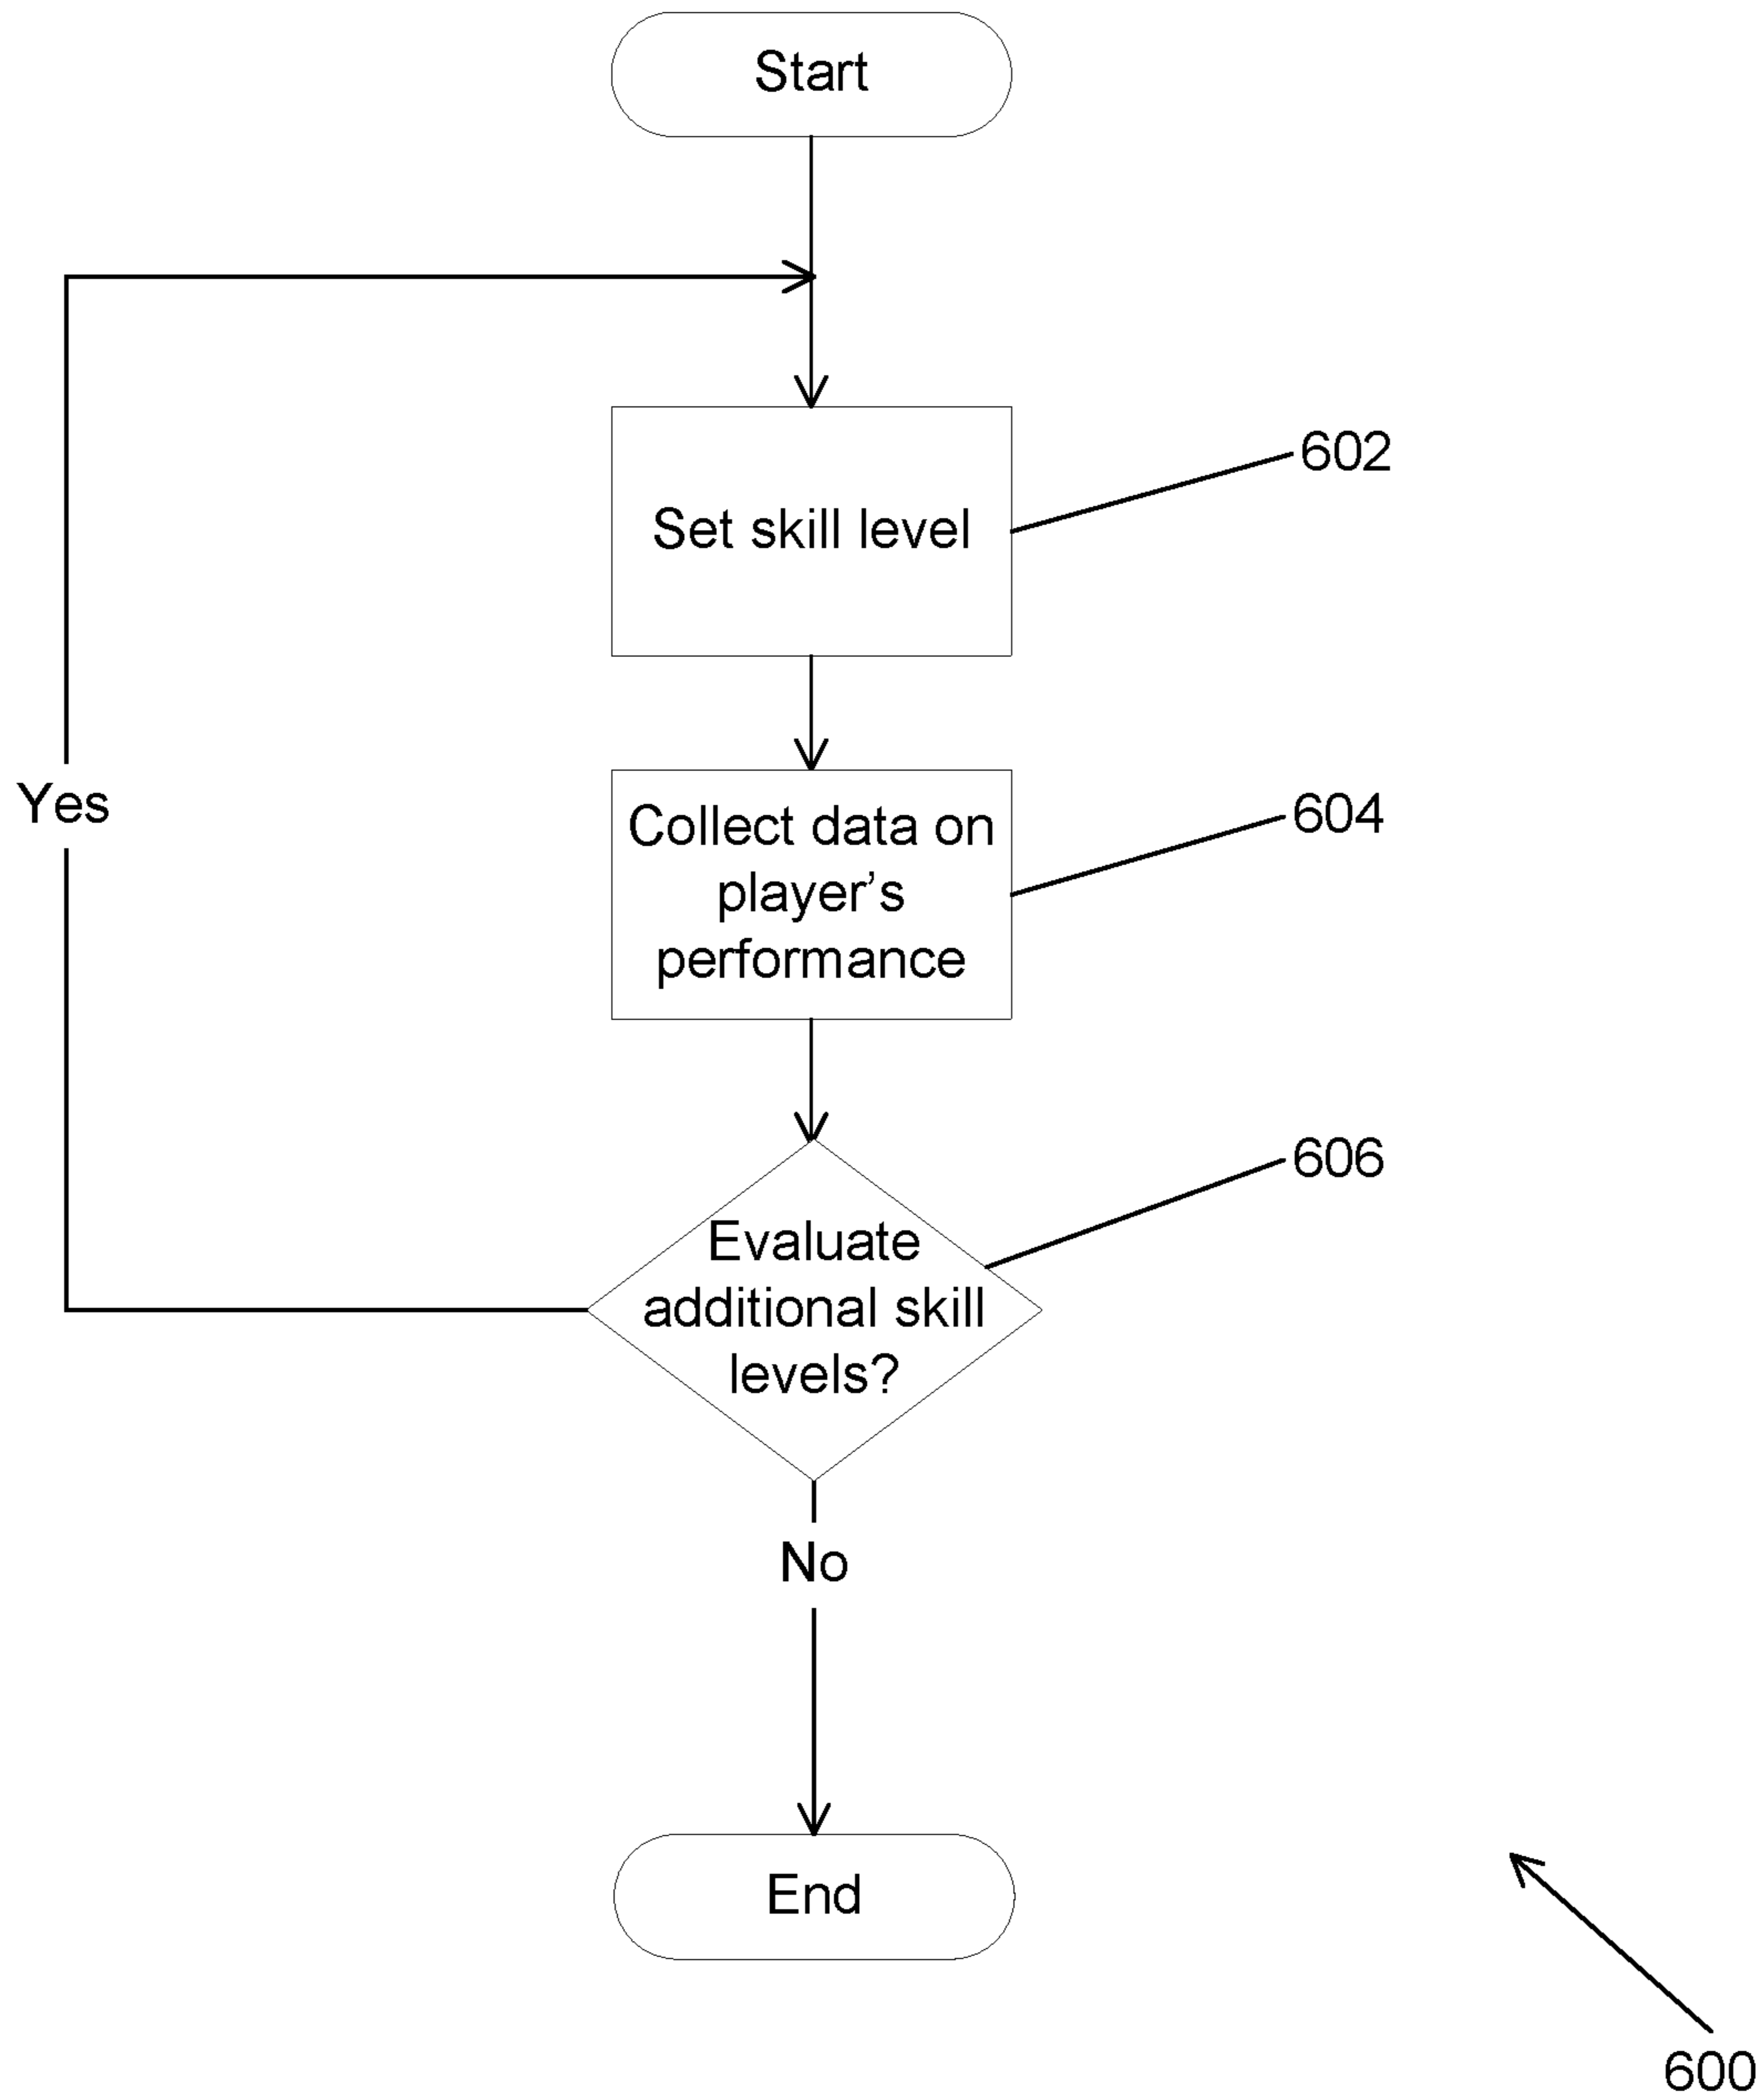 Start
Set skill level
602
Collect data on
player’s
performance
604
Yes
Evaluate
additional skill
levels?
606
No
End
600